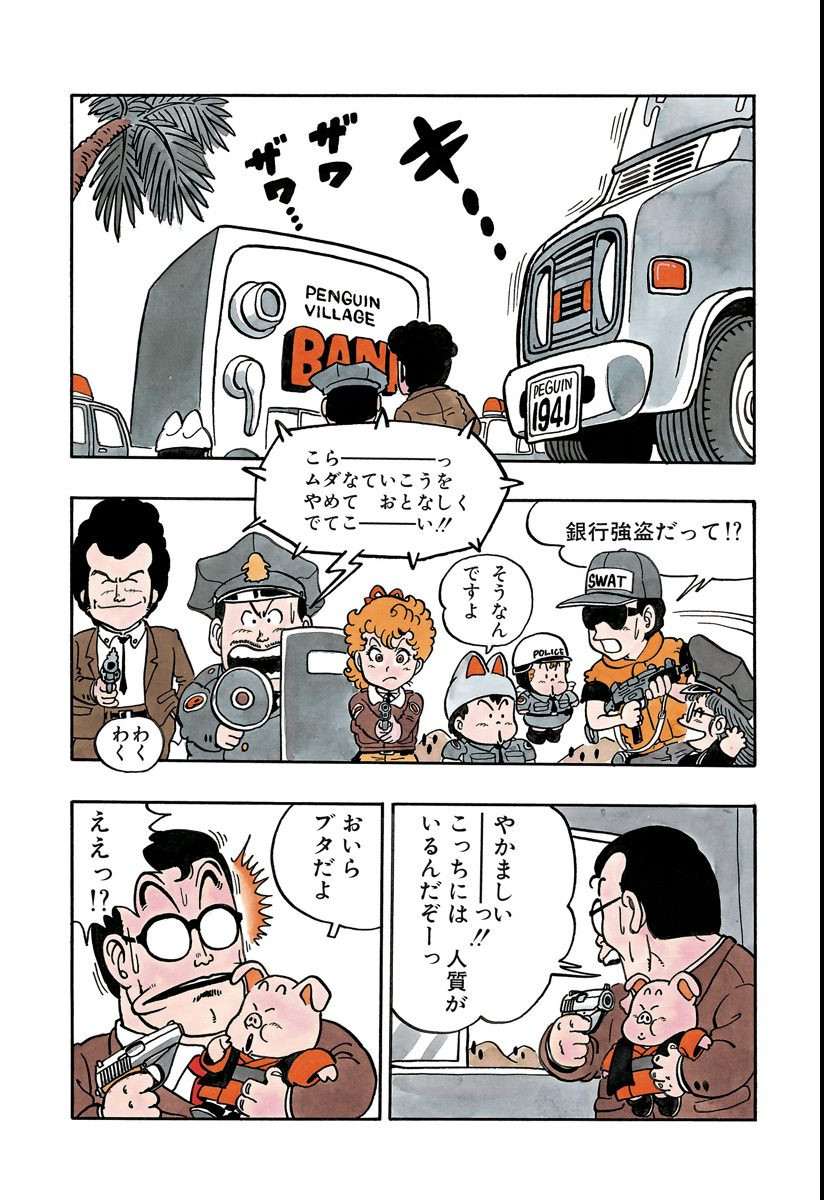 キ・・・
ザワ
ザワ…
PENGUIN
VILLAGE
BAN
PEGUIN
1941
こら―――っ
ムダなていこうを
やめて おとなしく
でてこ――い!!
銀行強盗だって!?
SWAT
そうなん
ですよ
POLICE
わく
わく
やかましい
―――っ!!
こっちには 人質が
いるんだぞーっ
おいら
ブタだよ
ええっ!?